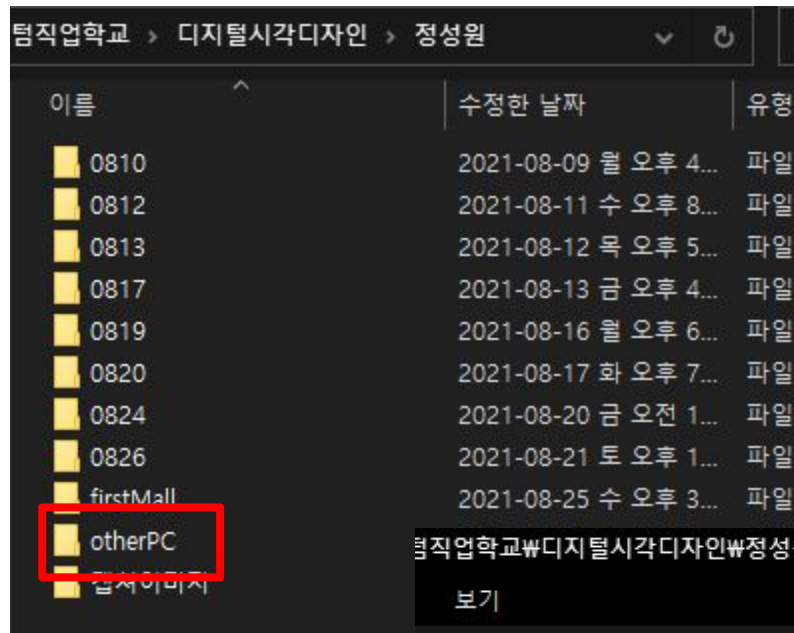 텀직업학교 › 디지털시각디자인 › 정성원
이름 수정한 날짜 유형
0810 2021-08-09 월 오후 4... 파일
0812 2021-08-11 수 오후 8... 파일
0813 2021-08-12 목 오후 5... 파일
0817 2021-08-13 금 오후 4... 파일
0819 2021-08-16 월 오후 6... 파일
0820 2021-08-17 화 오후 7... 파일
0824 2021-08-20 금 오전 1... 파일
0826 2021-08-21 토 오후 1... 파일
firstMall 2021-08-25 수 오후 3... 파일
otherPC
텀직업학교₩디지털시각디자인₩정성
캡쳐이미지
보기